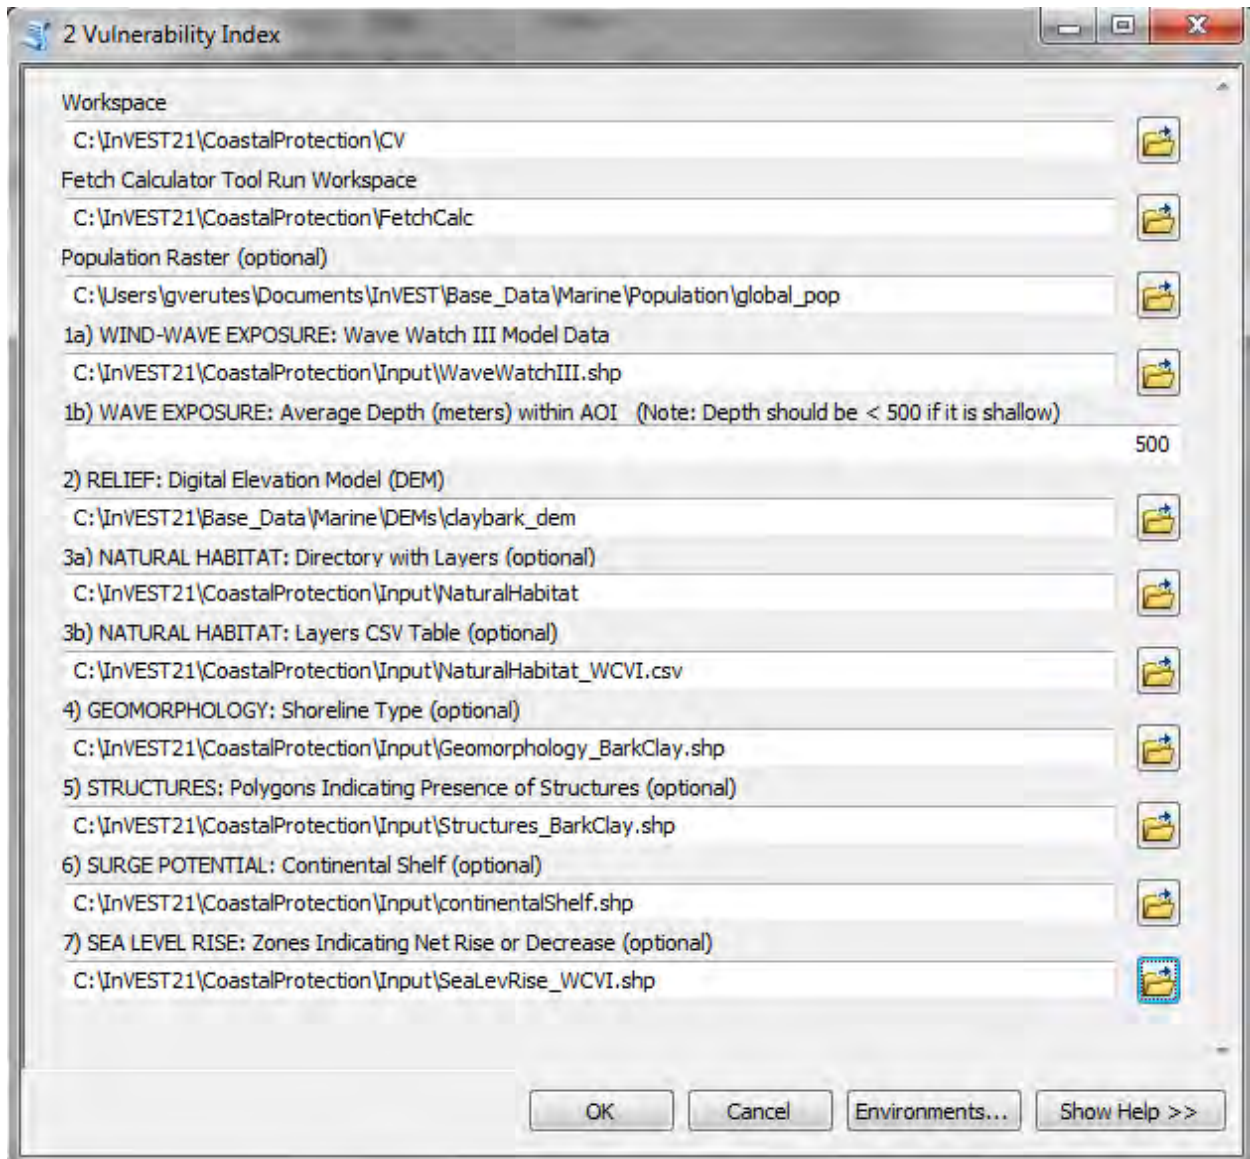 2 Vulnerability Index
Workspace
C:\InVEST21\CoastalProtection\CV
Fetch Calculator Tool Run Workspace
C:\InVEST21\CoastalProtection\FetchCalc
Population Raster (optional)
C:\Users\gverutes\Documents\InVEST\Base_Data\Marine\Population\global_pop
1a) WIND-WAVE EXPOSURE: Wave Watch III Model Data
C:\InVEST21\CoastalProtection\Input\WaveWatchIII.shp
1b) WAVE EXPOSURE: Average Depth (meters) within AOI (Note: Depth should be < 500 if it is shallow)
500
2) RELIEF: Digital Elevation Model (DEM)
C:\InVEST21\Base_Data\Marine\DEMs\claybark_dem
3a) NATURAL HABITAT: Directory with Layers (optional)
C:\InVEST21\CoastalProtection\Input\NaturalHabitat
3b) NATURAL HABITAT: Layers CSV Table (optional)
C:\InVEST21\CoastalProtection\Input\NaturalHabitat_WCVI.csv
4) GEOMORPHOLOGY: Shoreline Type (optional)
C:\InVEST21\CoastalProtection\Input\Geomorphology_BarkClay.shp
5) STRUCTURES: Polygons Indicating Presence of Structures (optional)
C:\InVEST21\CoastalProtection\Input\Structures_BarkClay.shp
6) SURGE POTENTIAL: Continental Shelf (optional)
C:\InVEST21\CoastalProtection\Input\continentalShelf.shp
7) SEA LEVEL RISE: Zones Indicating Net Rise or Decrease (optional)
C:\InVEST21\CoastalProtection\Input\SeaLevRise_WCVI.shp
OK Cancel Environments... Show Help >>